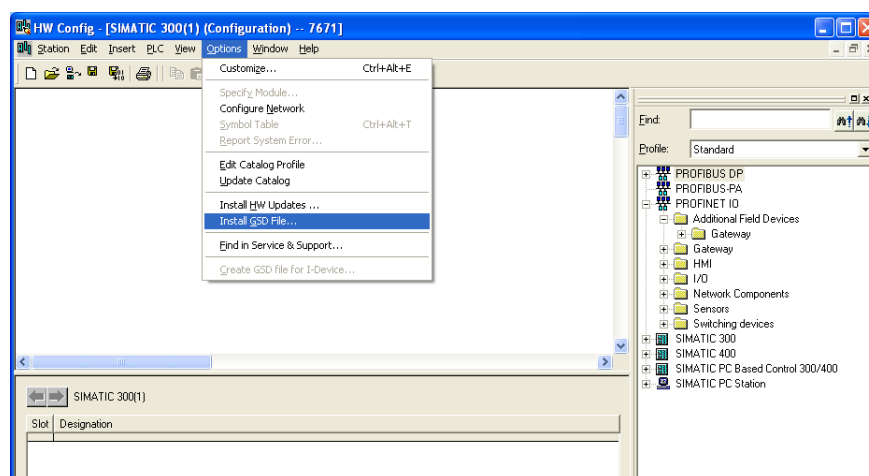 HW Config - [SIMATIC 300(1) (Configuration) -- 7671]
Station Edit Insert PLC View Options Window Help
Customize... Ctrl+Alt+E
Specify Module...
Configure Network
Symbol Table Ctrl+Alt+T
Report System Error...
Edit Catalog Profile
Update Catalog
Install HW Updates ...
Install GSD File...
Find in Service & Support...
Create GSD file for I-Device...
Find:
Profile: Standard
PROFIBUS DP
PROFIBUS-PA
PROFINET IO
Additional Field Devices
Gateway
Gateway
HMI
I/O
Network Components
Sensors
Switching devices
SIMATIC 300
SIMATIC 400
SIMATIC PC Based Control 300/400
SIMATIC PC Station
SIMATIC 300(1)
Slot Designation